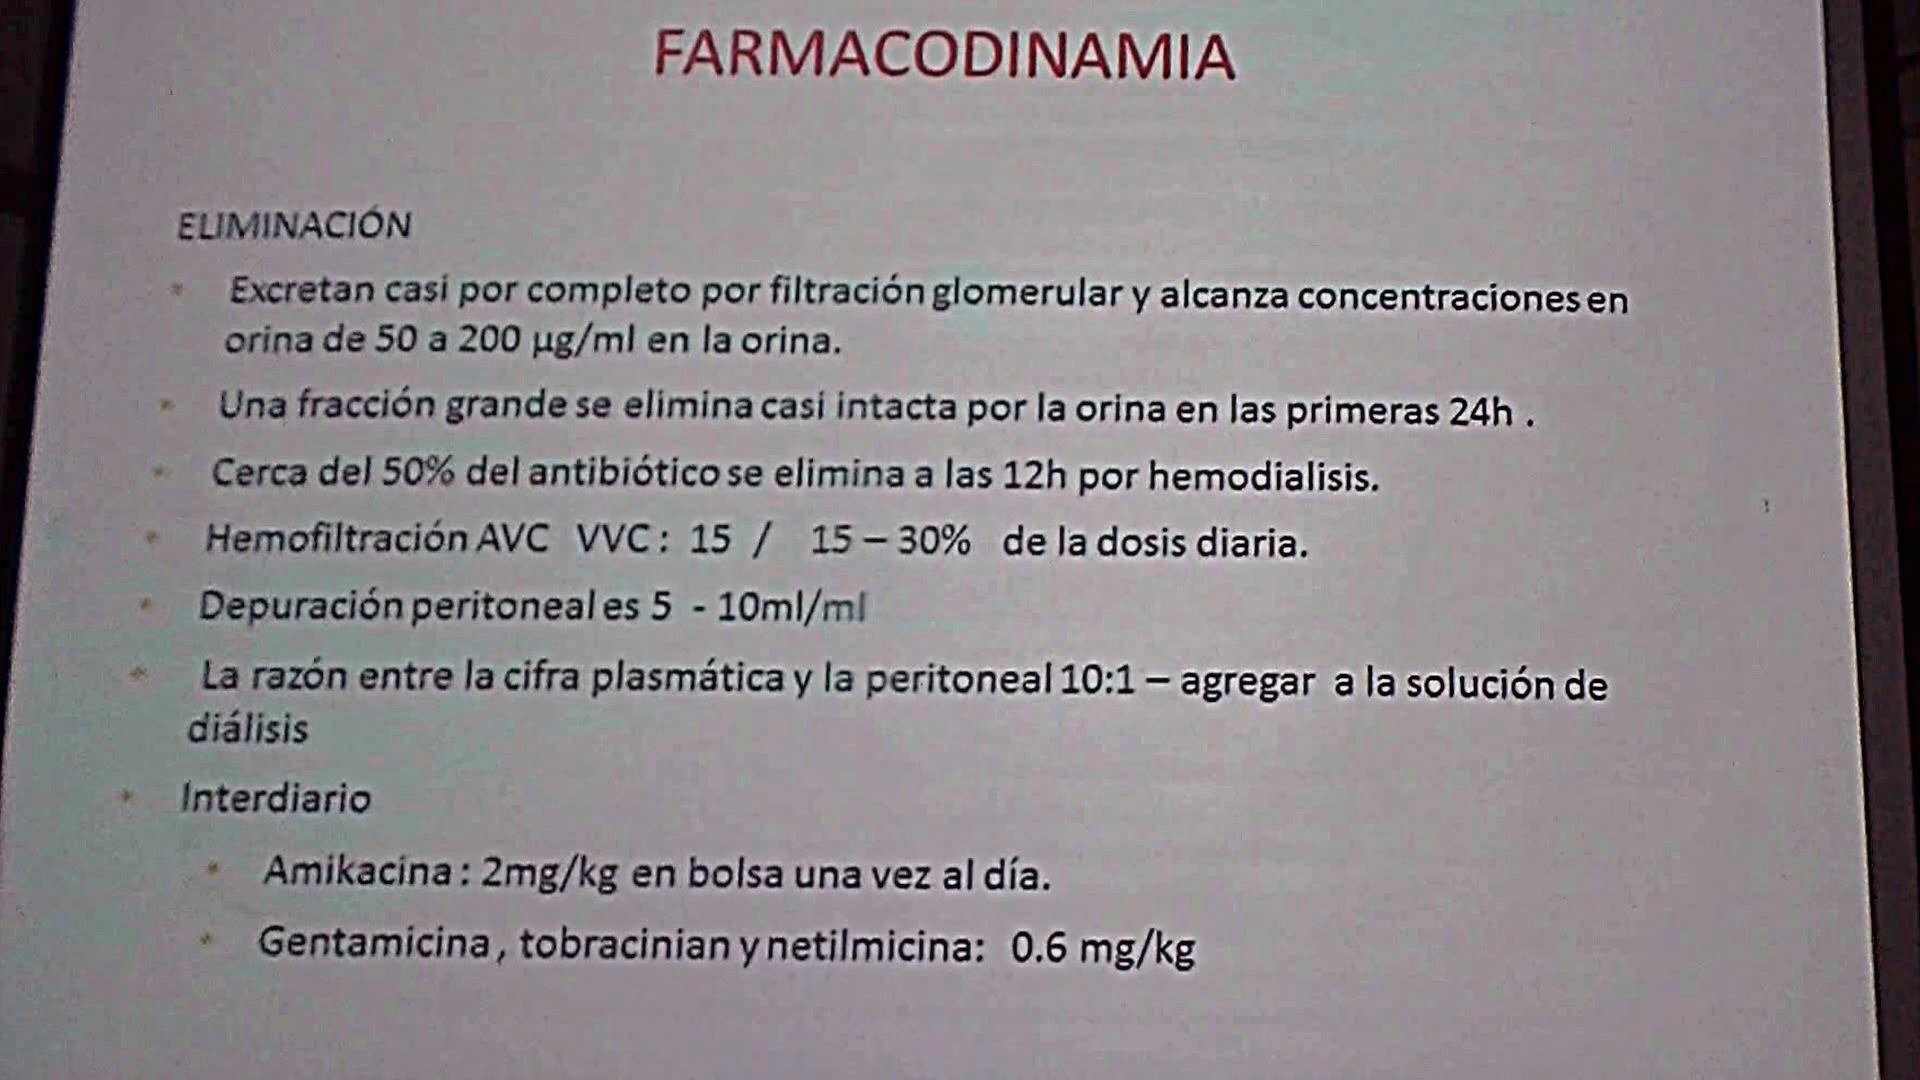 FARMACODINAMIA
ELIMINACIÓN
Excretan casi por completo por filtración glomerular y alcanza concentraciones en
orina de 50 a 200 µg/ml en la orina.
Una fracción grande se elimina casi intacta por la orina en las primeras 24h .
Cerca del 50% del antibiótico se elimina a las 12h por hemodialisis.
Hemofiltración AVC VVC : 15 / 15 – 30% de la dosis diaria.
Depuración peritoneal es 5 - 10ml/ml
La razón entre la cifra plasmática y la peritoneal 10:1 – agregar a la solución de
diálisis
Interdiario
Amikacina : 2mg/kg en bolsa una vez al día.
Gentamicina , tobracinian y netilmicina: 0.6 mg/kg